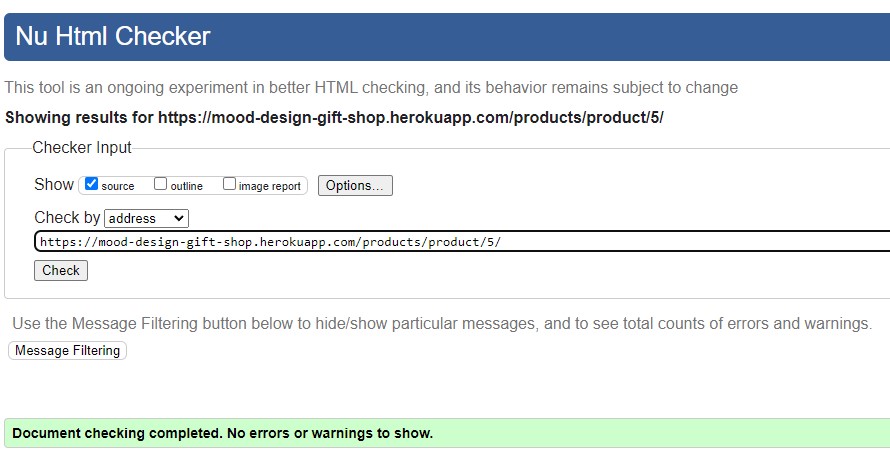 Nu Html Checker
This tool is an ongoing experiment in better HTML checking, and its behavior remains subject to change
Showing results for https://mood-design-gift-shop.herokuapp.com/products/product/5/
Checker Input
Show source outline image report Options...
Check by address
https://mood-design-gift-shop.herokuapp.com/products/product/5/
Check
Use the Message Filtering button below to hide/show particular messages, and to see total counts of errors and warnings.
Message Filtering
Document checking completed. No errors or warnings to show.